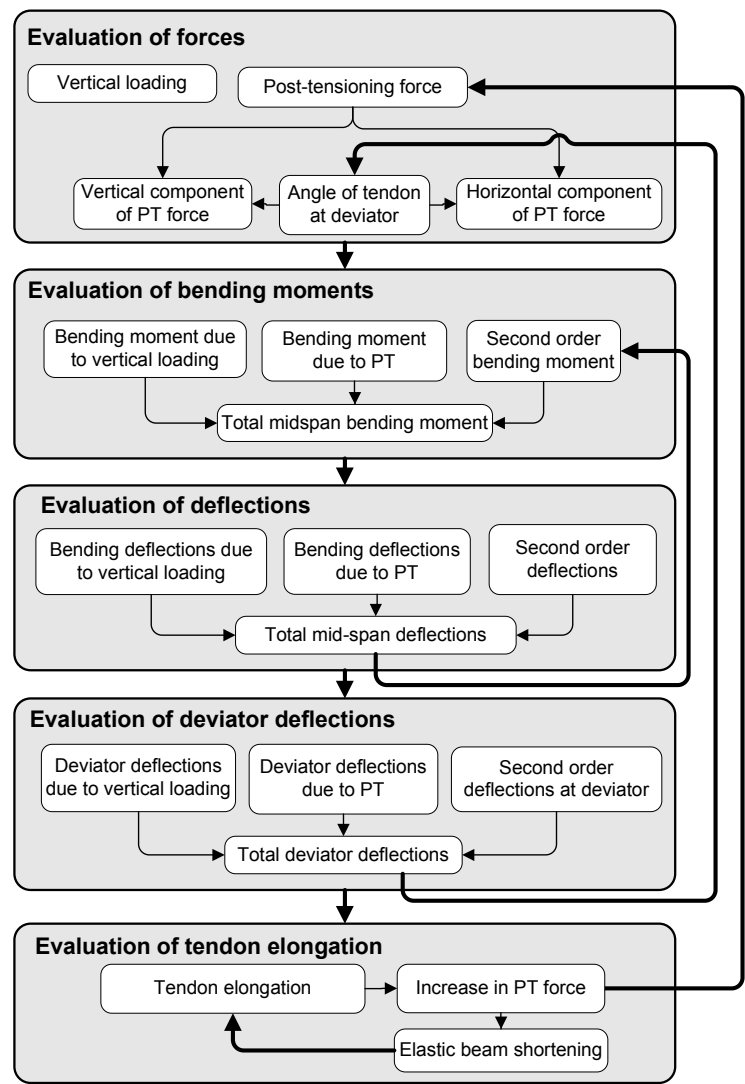 Evaluation of forces
Vertical loading
Post-tensioning force
Vertical component
of PT force
Angle of tendon
at deviator
Horizontal component
of PT force
Evaluation of bending moments
Bending moment due
to vertical loading
Bending moment
due to PT
Second order
bending moment
Total midspan bending moment
Evaluation of deflections
Bending deflections due
to vertical loading
Bending deflections
due to PT
Second order
deflections
Total mid-span deflections
Evaluation of deviator deflections
Deviator deflections
due to vertical loading
Deviator deflections
due to PT
Second order
deflections at deviator
Total deviator deflections
Evaluation of tendon elongation
Tendon elongation
Increase in PT force
Elastic beam shortening